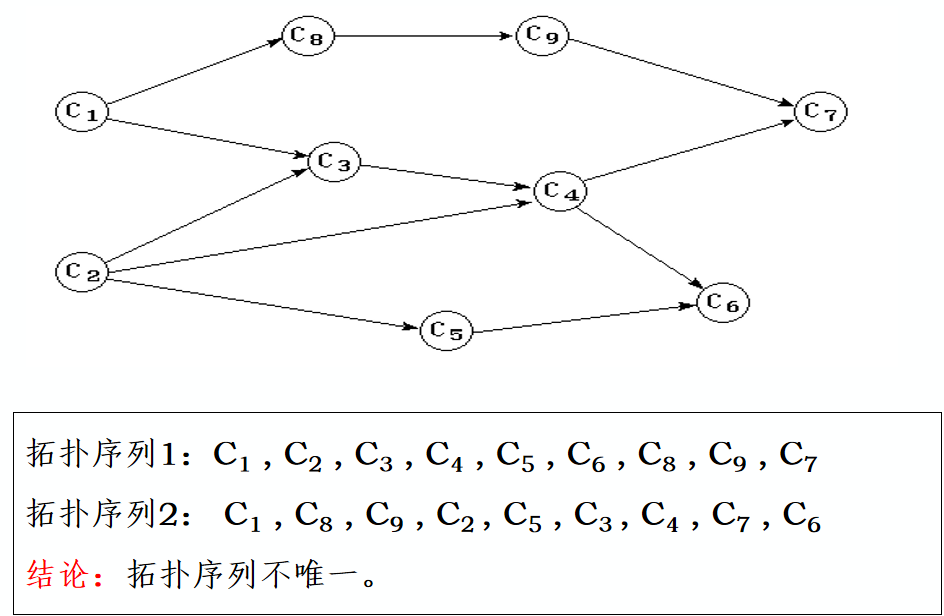 C8 C9
C1 C7
C3
C4
C2
C6
C5
拓扑序列1：C1 , C2 , C3 , C4 , C5 , C6 , C8 , C9 , C7
拓扑序列2： C1 , C8 , C9 , C2 , C5 , C3 , C4 , C7 , C6
结论：拓扑序列不唯一。